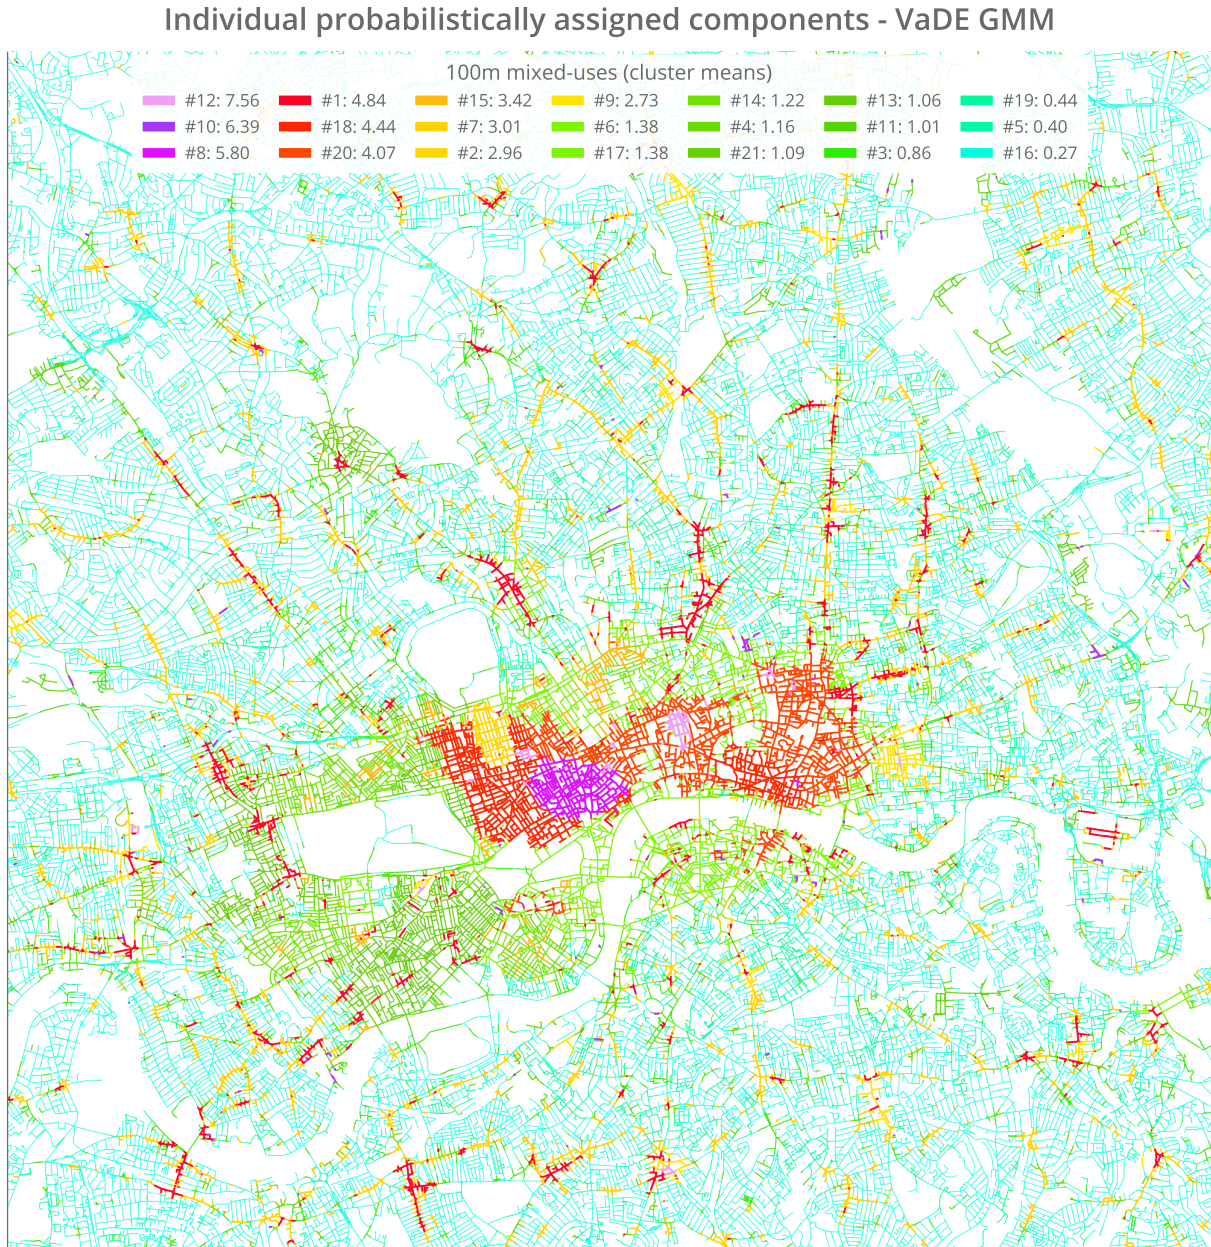 Individual probabilistically assigned components - VaDE GMM
100m mixed-uses (cluster means)
#12: 7.56 #1: 4.84 #15: 3.42 #9: 2.73 #14: 1.22 #13: 1.06 #19: 0.44
#10: 6.39 #18: 4.44 #7: 3.01 #6: 1.38 #4: 1.16 #11: 1.01 #5: 0.40
#8: 5.80 #20: 4.07 #2: 2.96 #17: 1.38 #21: 1.09 #3: 0.86 #16: 0.27